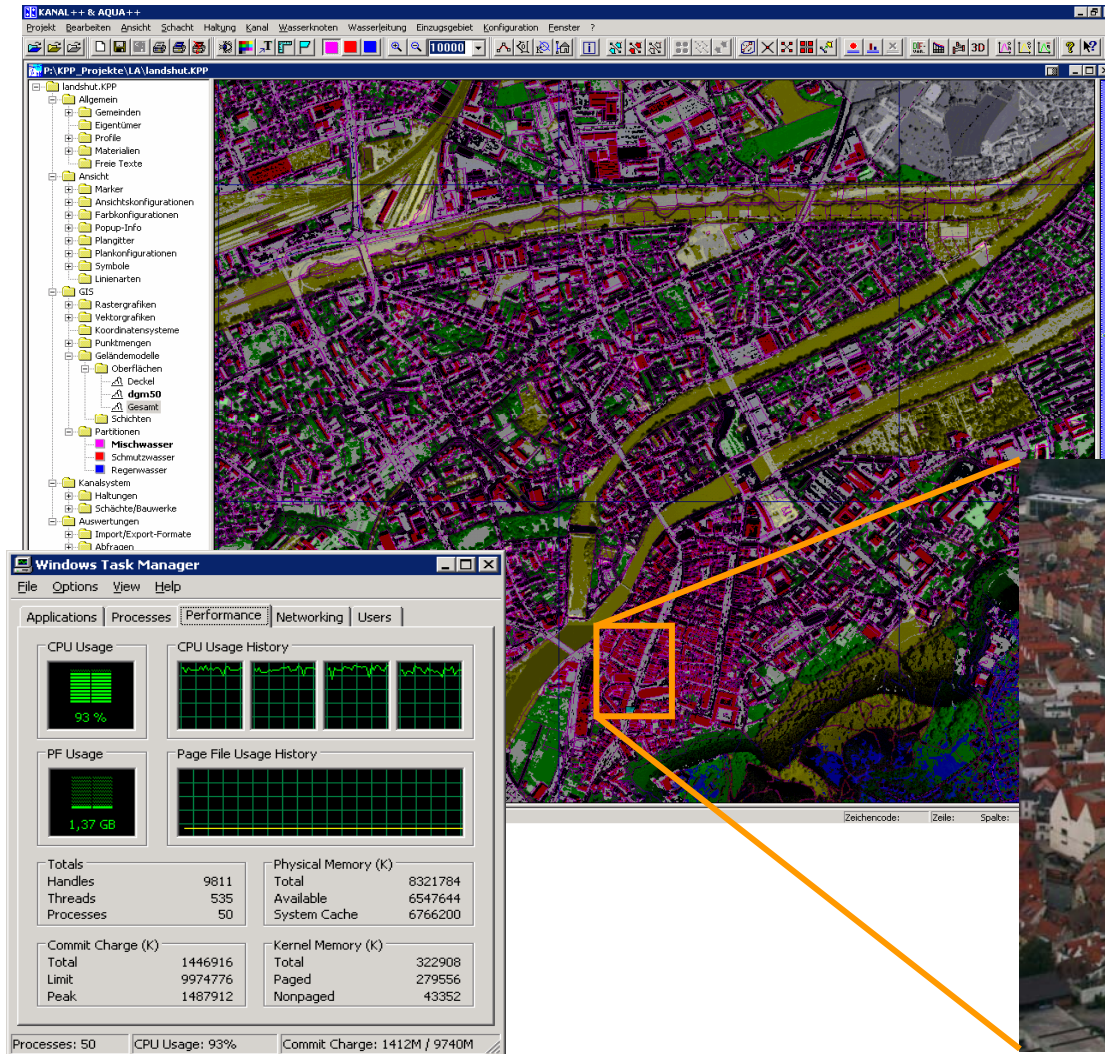 KANAL++ & AQUA++
Projekt Bearbeiten Ansicht Schacht Haltung Kanal Wasserknoten Wasserleitung Einzugsgebiet Konfiguration Fenster ?
10000
3D
P:\KPP_Projekte\LA\landshut.KPP
landshut.KPP
Allgemein
Gemeinden
Eigentümer
Profile
Materialien
Freie Texte
Ansicht
Marker
Ansichtskonfigurationen
Farbkonfigurationen
Popup-Info
Plangitter
Plankonfigurationen
Symbole
Linienarten
GIS
Rastergrafiken
Vektorgrafiken
Koordinatensysteme
Punktmengen
Geländemodelle
Oberflächen
Deckel
dgm50
Gesamt
Schichten
Partitionen
Mischwasser
Schmutzwasser
Regenwasser
Kanalsystem
Haltungen
Schächte/Bauwerke
Auswertungen
Import/Export-Formate
Abfragen
Zeichencode: Zeile: Spalte:
Windows Task Manager
File Options View Help
Applications Processes Performance Networking Users
CPU Usage CPU Usage History
93 %
PF Usage Page File Usage History
1,37 GB
Totals Physical Memory (K)
Handles 9811 Total 8321784
Threads 535 Available 6547644
Processes 50 System Cache 6766200
Commit Charge (K) Kernel Memory (K)
Total 1446916 Total 322908
Limit 9974776 Paged 279556
Peak 1487912 Nonpaged 43352
Processes: 50 CPU Usage: 93% Commit Charge: 1412M / 9740M